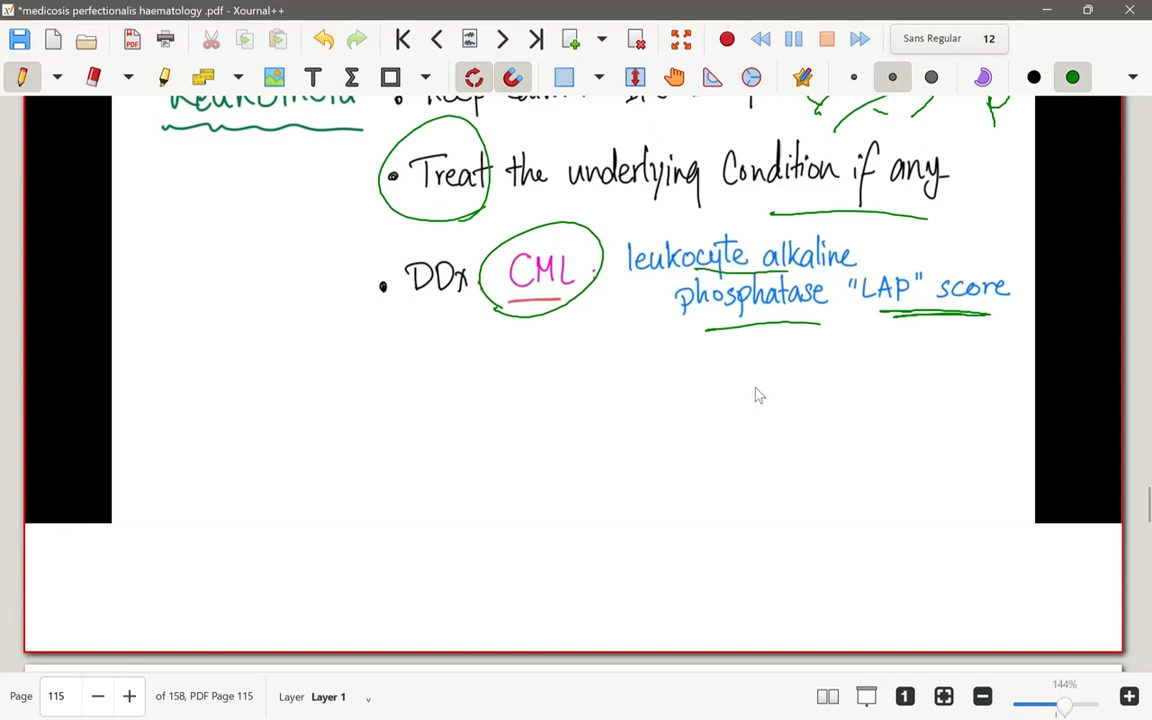 *medicosis perfectionalis haematology .pdf - Xournal++
Sans Regular 12
Leukemoid
• Treat the underlying Condition if any
• DDx CML. leukocyte alkaline
phosphatase "LAP" score
Page 115 of 158, PDF Page 115 Layer Layer 1 144%